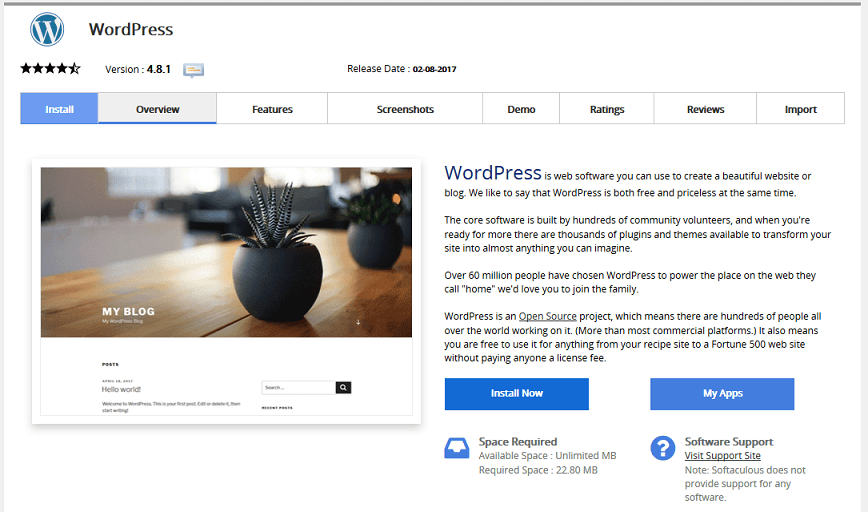 WordPress
Version : 4.8.1
Release Date : 02-08-2017
Install
Overview
Features
Screenshots
Demo
Ratings
Reviews
Import
WordPress is web software you can use to create a beautiful website or
blog. We like to say that WordPress is both free and priceless at the same time.
The core software is built by hundreds of community volunteers, and when you're
ready for more there are thousands of plugins and themes available to transform your
site into almost anything you can imagine.
Over 60 million people have chosen WordPress to power the place on the web they
call "home" we'd love you to join the family.
WordPress is an Open Source project, which means there are hundreds of people all
over the world working on it. (More than most commercial platforms.) It also means
you are free to use it for anything from your recipe site to a Fortune 500 web site
without paying anyone a license fee.
MY BLOG
My WordPress Blog
POSTS
APRIL 18, 2017
Hello world!
Welcome to WordPress. This is your first post. Edit or delete it, then
start writing!
Search...
RECENT POSTS
Install Now
My Apps
Space Required
Available Space : Unlimited MB
Required Space : 22.80 MB
Software Support
Visit Support Site
Note: Softaculous does not
provide support for any
software.